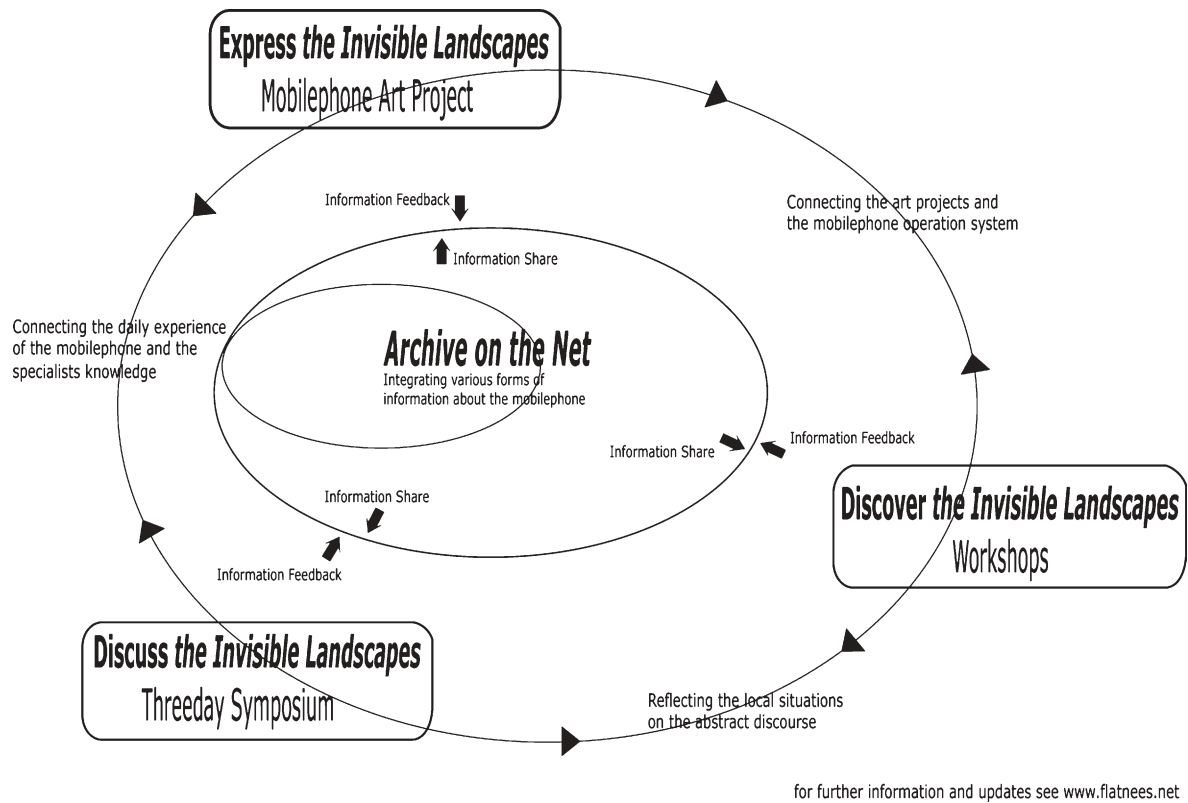 Express the Invisible Landscapes
Mobilephone Art Project
Information Feedback
Information Share
Connecting the art projects and
the mobilephone operation system
Connecting the daily experience
of the mobilephone and the
specialists knowledge
Archive on the Net
Integrating various forms of
information about the mobilephone
Information Share
Information Feedback
Discover the Invisible Landscapes
Workshops
Information Share
Information Feedback
Discuss the Invisible Landscapes
Threeday Symposium
Reflecting the local situations
on the abstract discourse
for further information and updates see www.flatnees.net